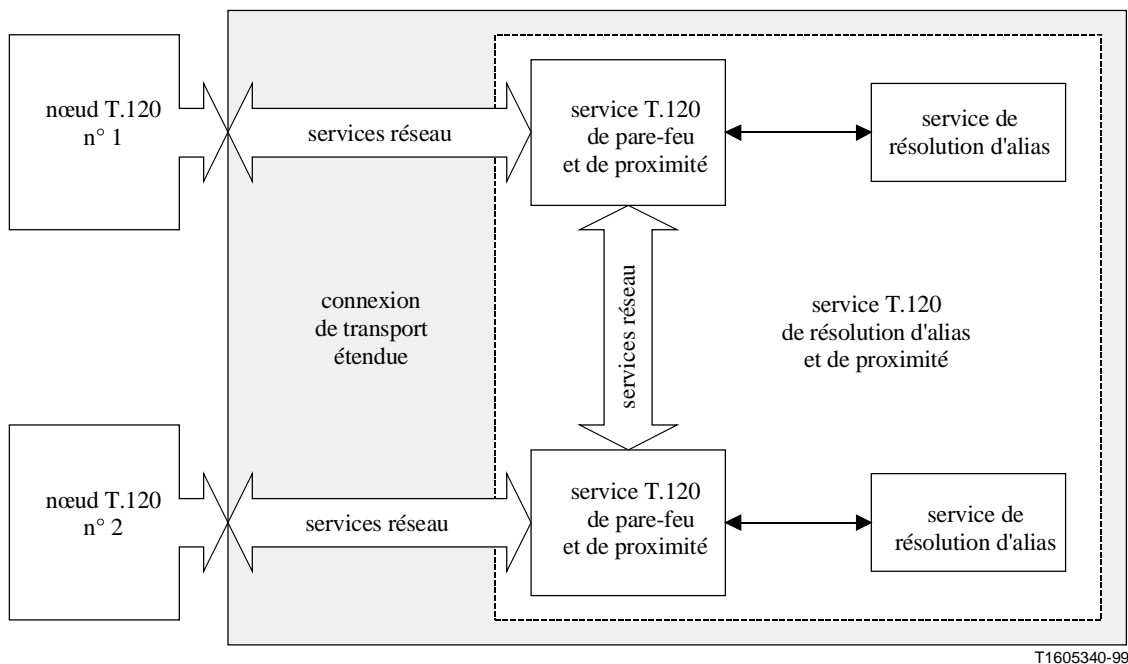 nœud T.120
n° 1
services réseau
service T.120
de pare-feu
et de proximité
service de
résolution d'alias
connexion
de transport
étendue
services réseau
service T.120
de résolution d'alias
et de proximité
nœud T.120
n° 2
services réseau
service T.120
de pare-feu
et de proximité
service de
résolution d'alias
T1605340-99